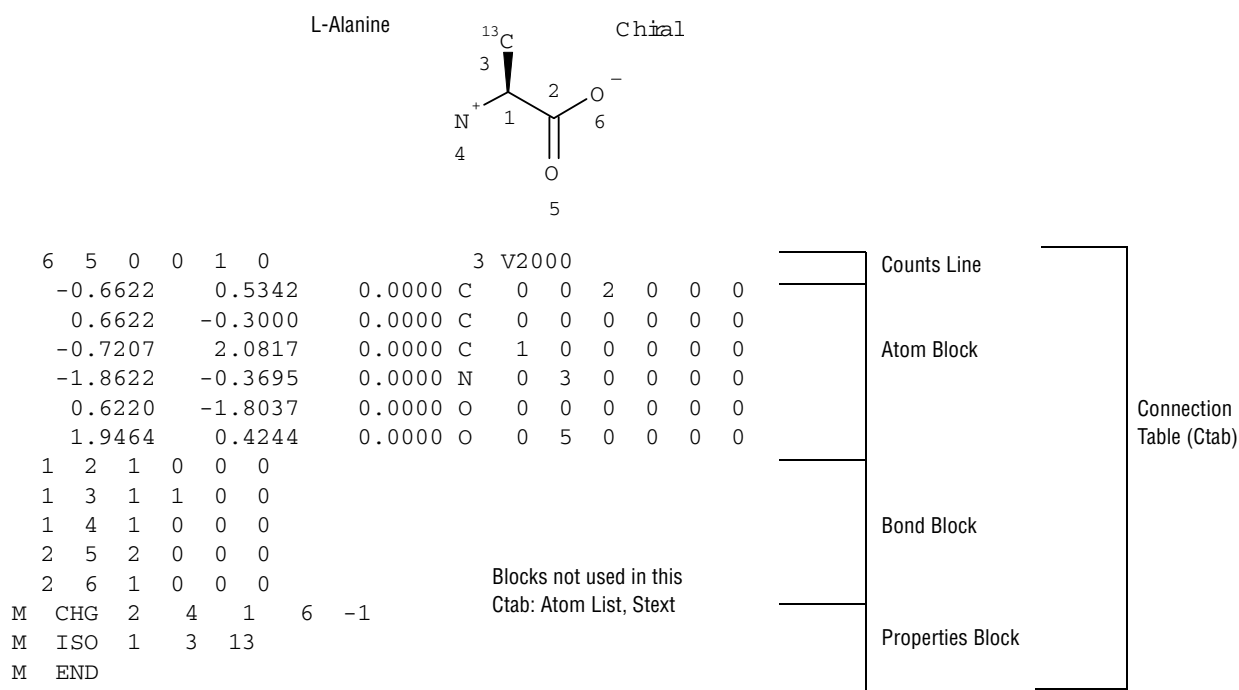 L-Alanine
13C
Chiral
3
2
O −
N +
1
6
4
O
5
6 5 0 0 1 0 3 V2000
Counts Line
-0.6622 0.5342 0.0000 C 0 0 2 0 0 0
0.6622 -0.3000 0.0000 C 0 0 0 0 0 0
-0.7207 2.0817 0.0000 C 1 0 0 0 0 0
Atom Block
-1.8622 -0.3695 0.0000 N 0 3 0 0 0 0
0.6220 -1.8037 0.0000 O 0 0 0 0 0 0
1.9464 0.4244 0.0000 O 0 5 0 0 0 0
Connection
Table (Ctab)
1 2 1 0 0 0
1 3 1 1 0 0
1 4 1 0 0 0
Bond Block
2 5 2 0 0 0
2 6 1 0 0 0
Blocks not used in this
Ctab: Atom List, Stext
M CHG 2 4 1 6 -1
M ISO 1 3 13
Properties Block
M END